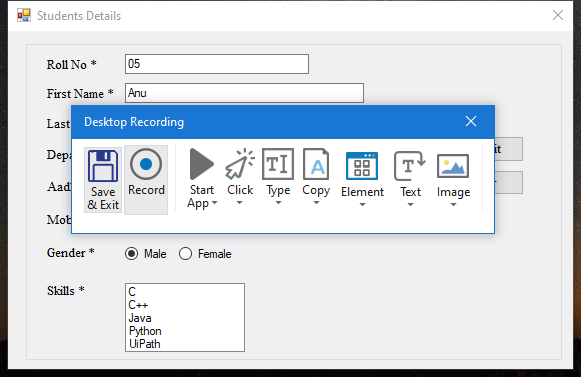 Students Details
Roll No * 05
First Name * Anu
Last
Desktop Recording
Save & Exit
Record
Start App
Click
Type
Copy
Element
Text
Image
Depa
it
Aadh
Mob
Gender * Male Female
Skills *
C
C++
Java
Python
UiPath